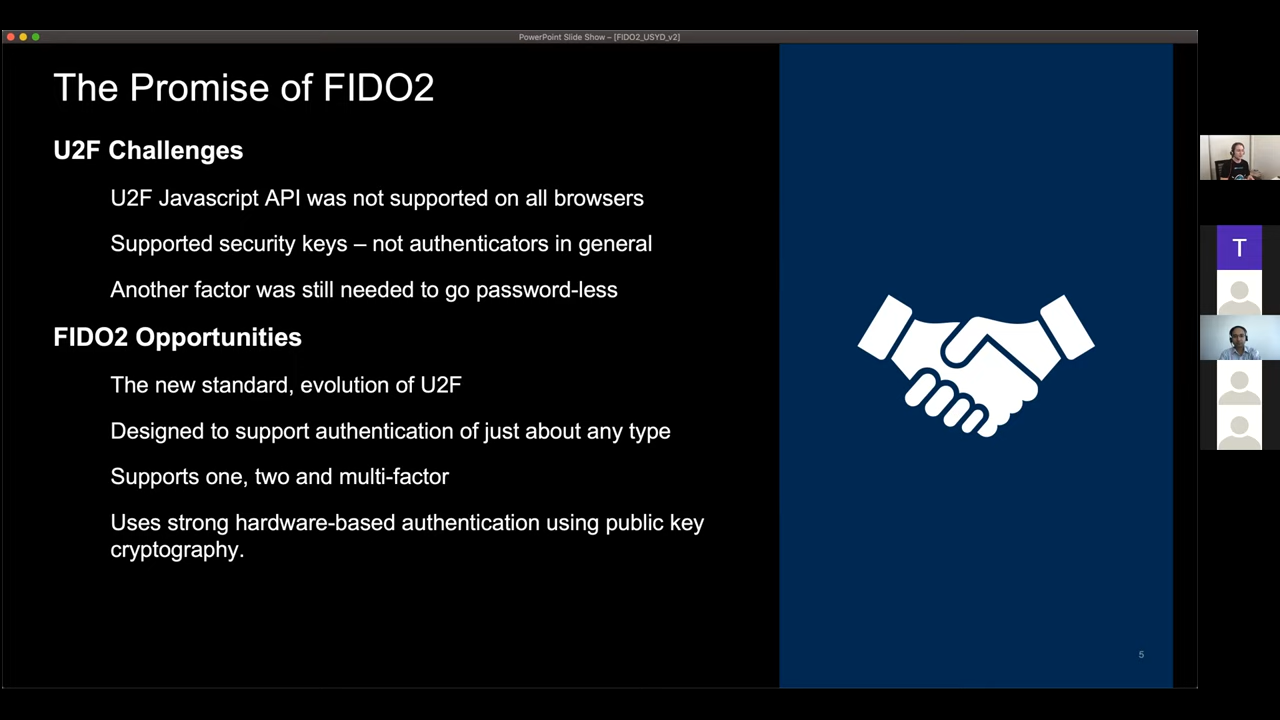 PowerPoint Slide Show – [FIDO2_USYD_v2]
The Promise of FIDO2
U2F Challenges
U2F Javascript API was not supported on all browsers
Supported security keys – not authenticators in general
Another factor was still needed to go password-less
FIDO2 Opportunities
The new standard, evolution of U2F
Designed to support authentication of just about any type
Supports one, two and multi-factor
Uses strong hardware-based authentication using public key
cryptography.
5
T